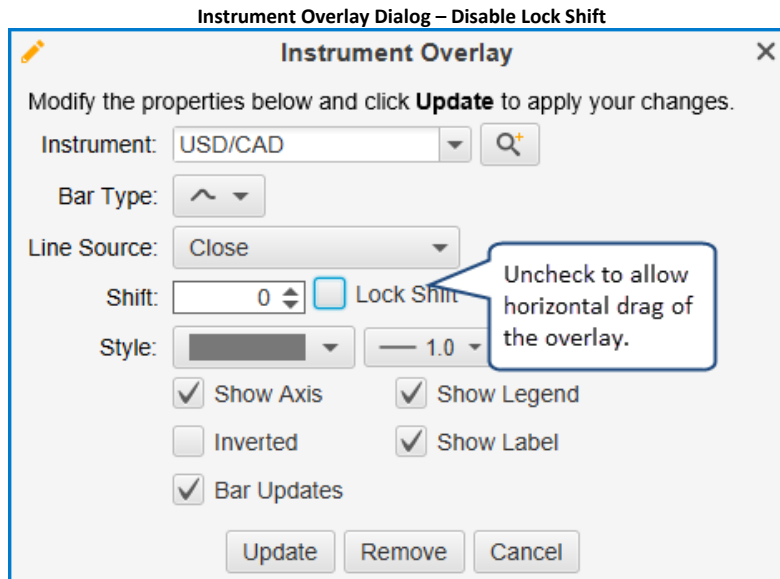 Instrument Overlay Dialog – Disable Lock Shift
Instrument Overlay
Modify the properties below and click Update to apply your changes.
Instrument: USD/CAD
Bar Type:
Line Source: Close
Shift: 0 Lock Shift
Uncheck to allow
horizontal drag of
the overlay.
Style: 1.0
Show Axis Show Legend
Inverted Show Label
Bar Updates
Update Remove Cancel